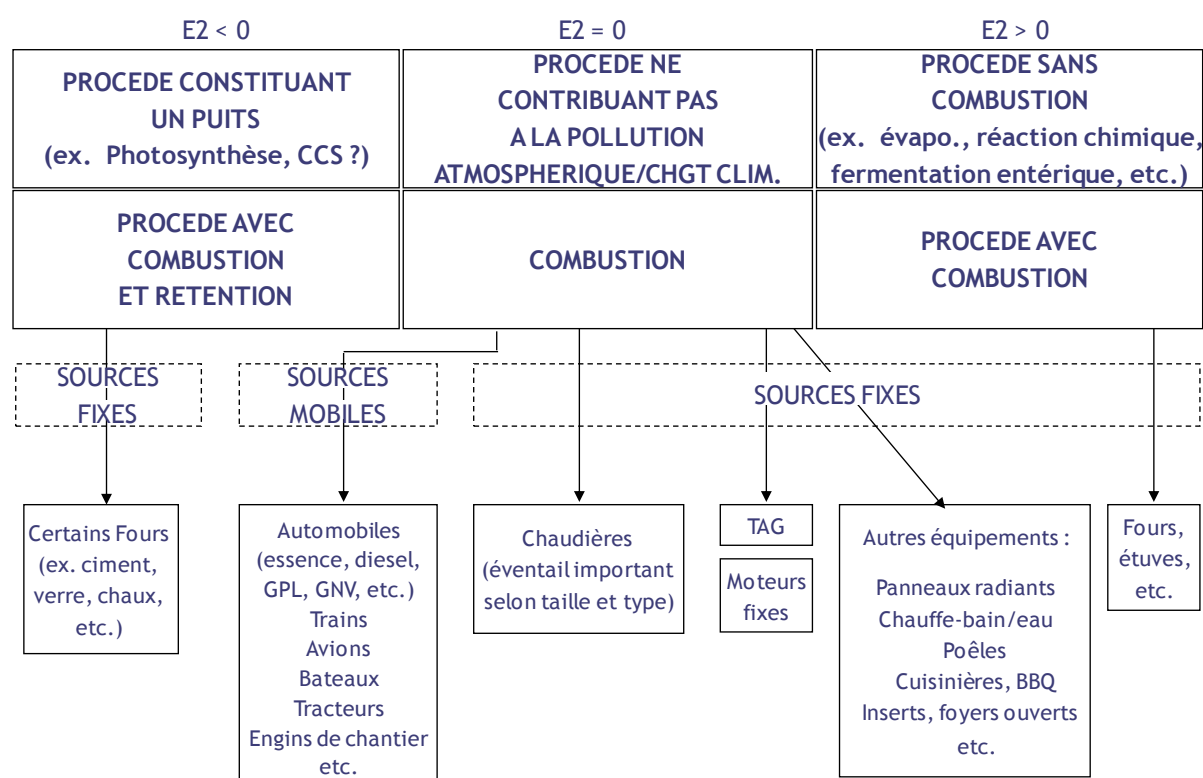 E2 < 0
E2 = 0
E2 > 0
PROCEDE CONSTITUANT
UN PUITS
(ex. Photosynthèse, CCS ?)
PROCEDE NE
CONTRIBUANT PAS
A LA POLLUTION
ATMOSPHERIQUE/CHGT CLIM.
PROCEDE SANS
COMBUSTION
(ex. évapo., réaction chimique,
fermentation entérique, etc.)
PROCEDE AVEC
COMBUSTION
ET RETENTION
COMBUSTION
PROCEDE AVEC
COMBUSTION
SOURCES
FIXES
SOURCES
MOBILES
SOURCES FIXES
Certains Fours
(ex. ciment,
verre, chaux,
etc.)
Automobiles
(essence, diesel,
GPL, GNV, etc.)
Trains
Avions
Bateaux
Tracteurs
Engins de chantier
etc.
Chaudières
(éventail important
selon taille et type)
TAG
Moteurs
fixes
Autres équipements :
Panneaux radiants
Chauffe-bain/eau
Poêles
Cuisinières, BBQ
Inserts, foyers ouverts
etc.
Fours,
étuves,
etc.